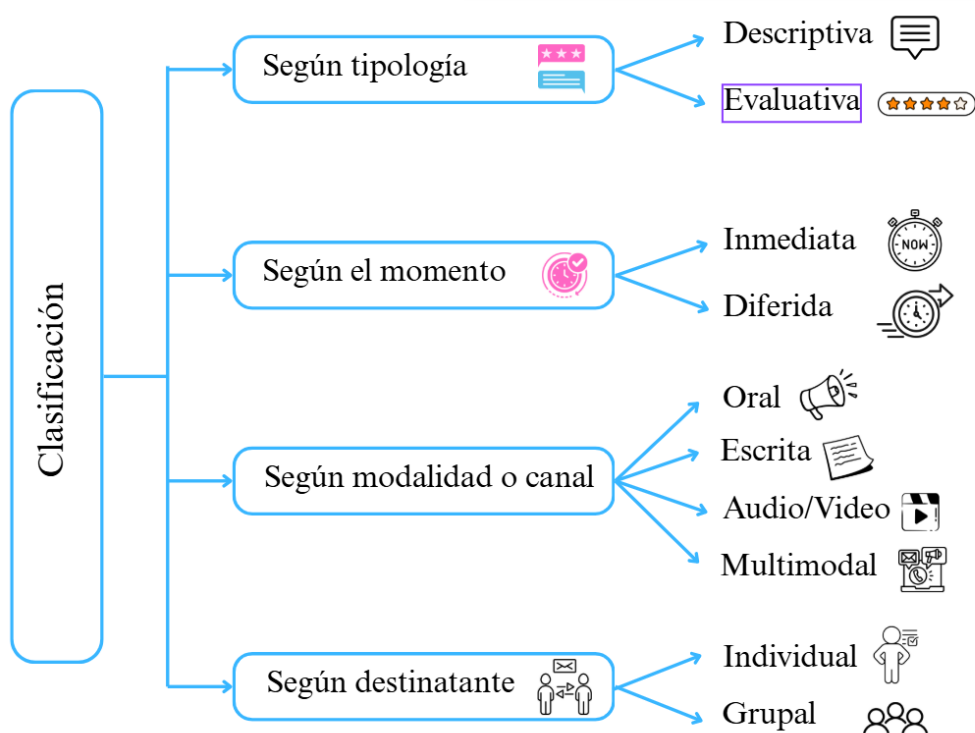 Clasificación
Según tipología
Descriptiva
Evaluativa
Según el momento
Inmediata
NOW
Diferida
Según modalidad o canal
Oral
Escrita
Audio/Video
Multimodal
Según destinatante
Individual
Grupal